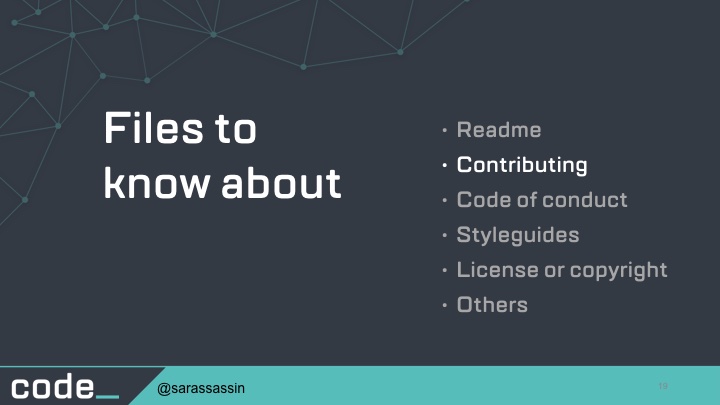 Files to
know about
• Readme
• Contributing
• Code of conduct
• Styleguides
• License or copyright
• Others
code_
@sarassassin
19